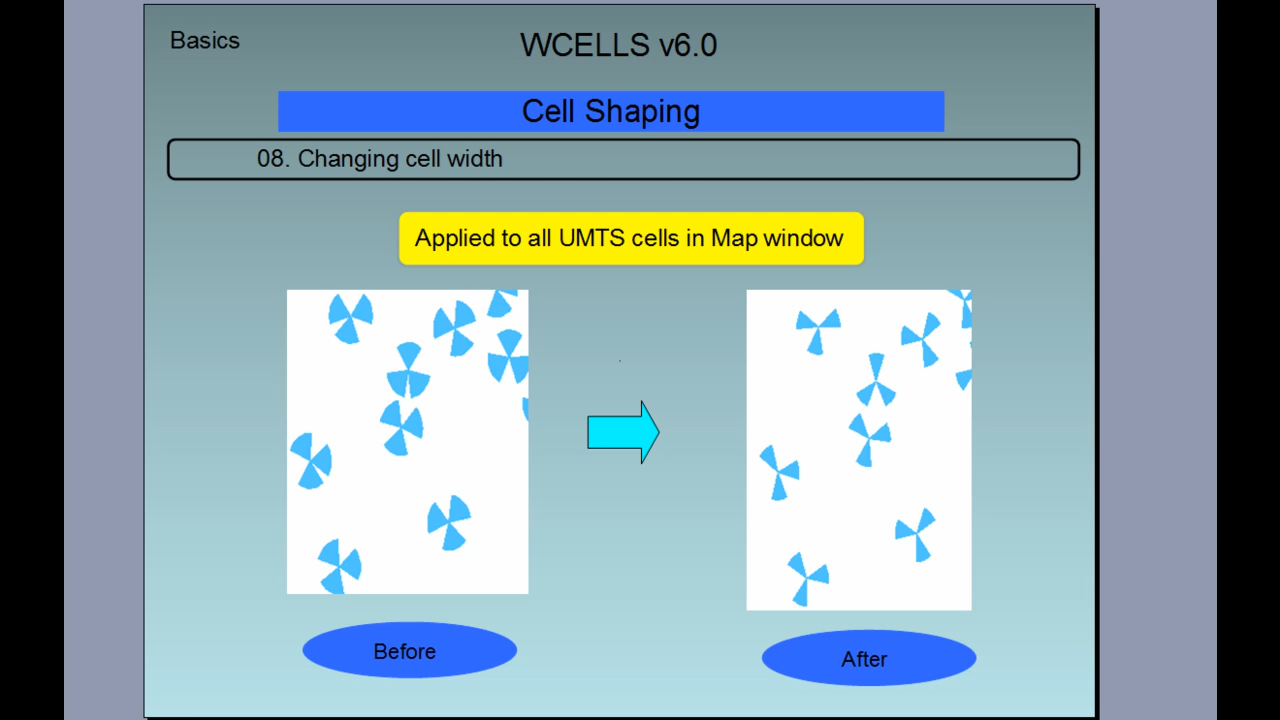 Basics
WCELLS v6.0
Cell Shaping
08. Changing cell width
Applied to all UMTS cells in Map window
Before
After